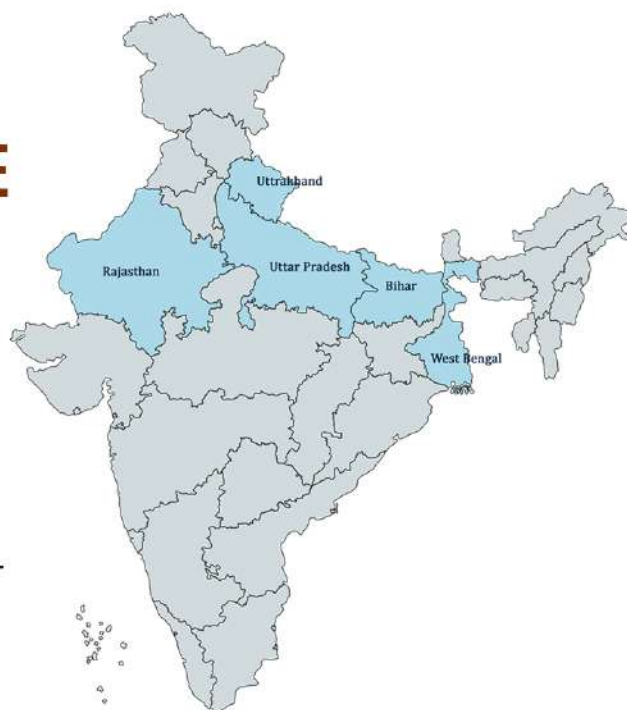 E
Uttrakhand
Rajasthan
Uttar Pradesh
Bihar
West Bengal